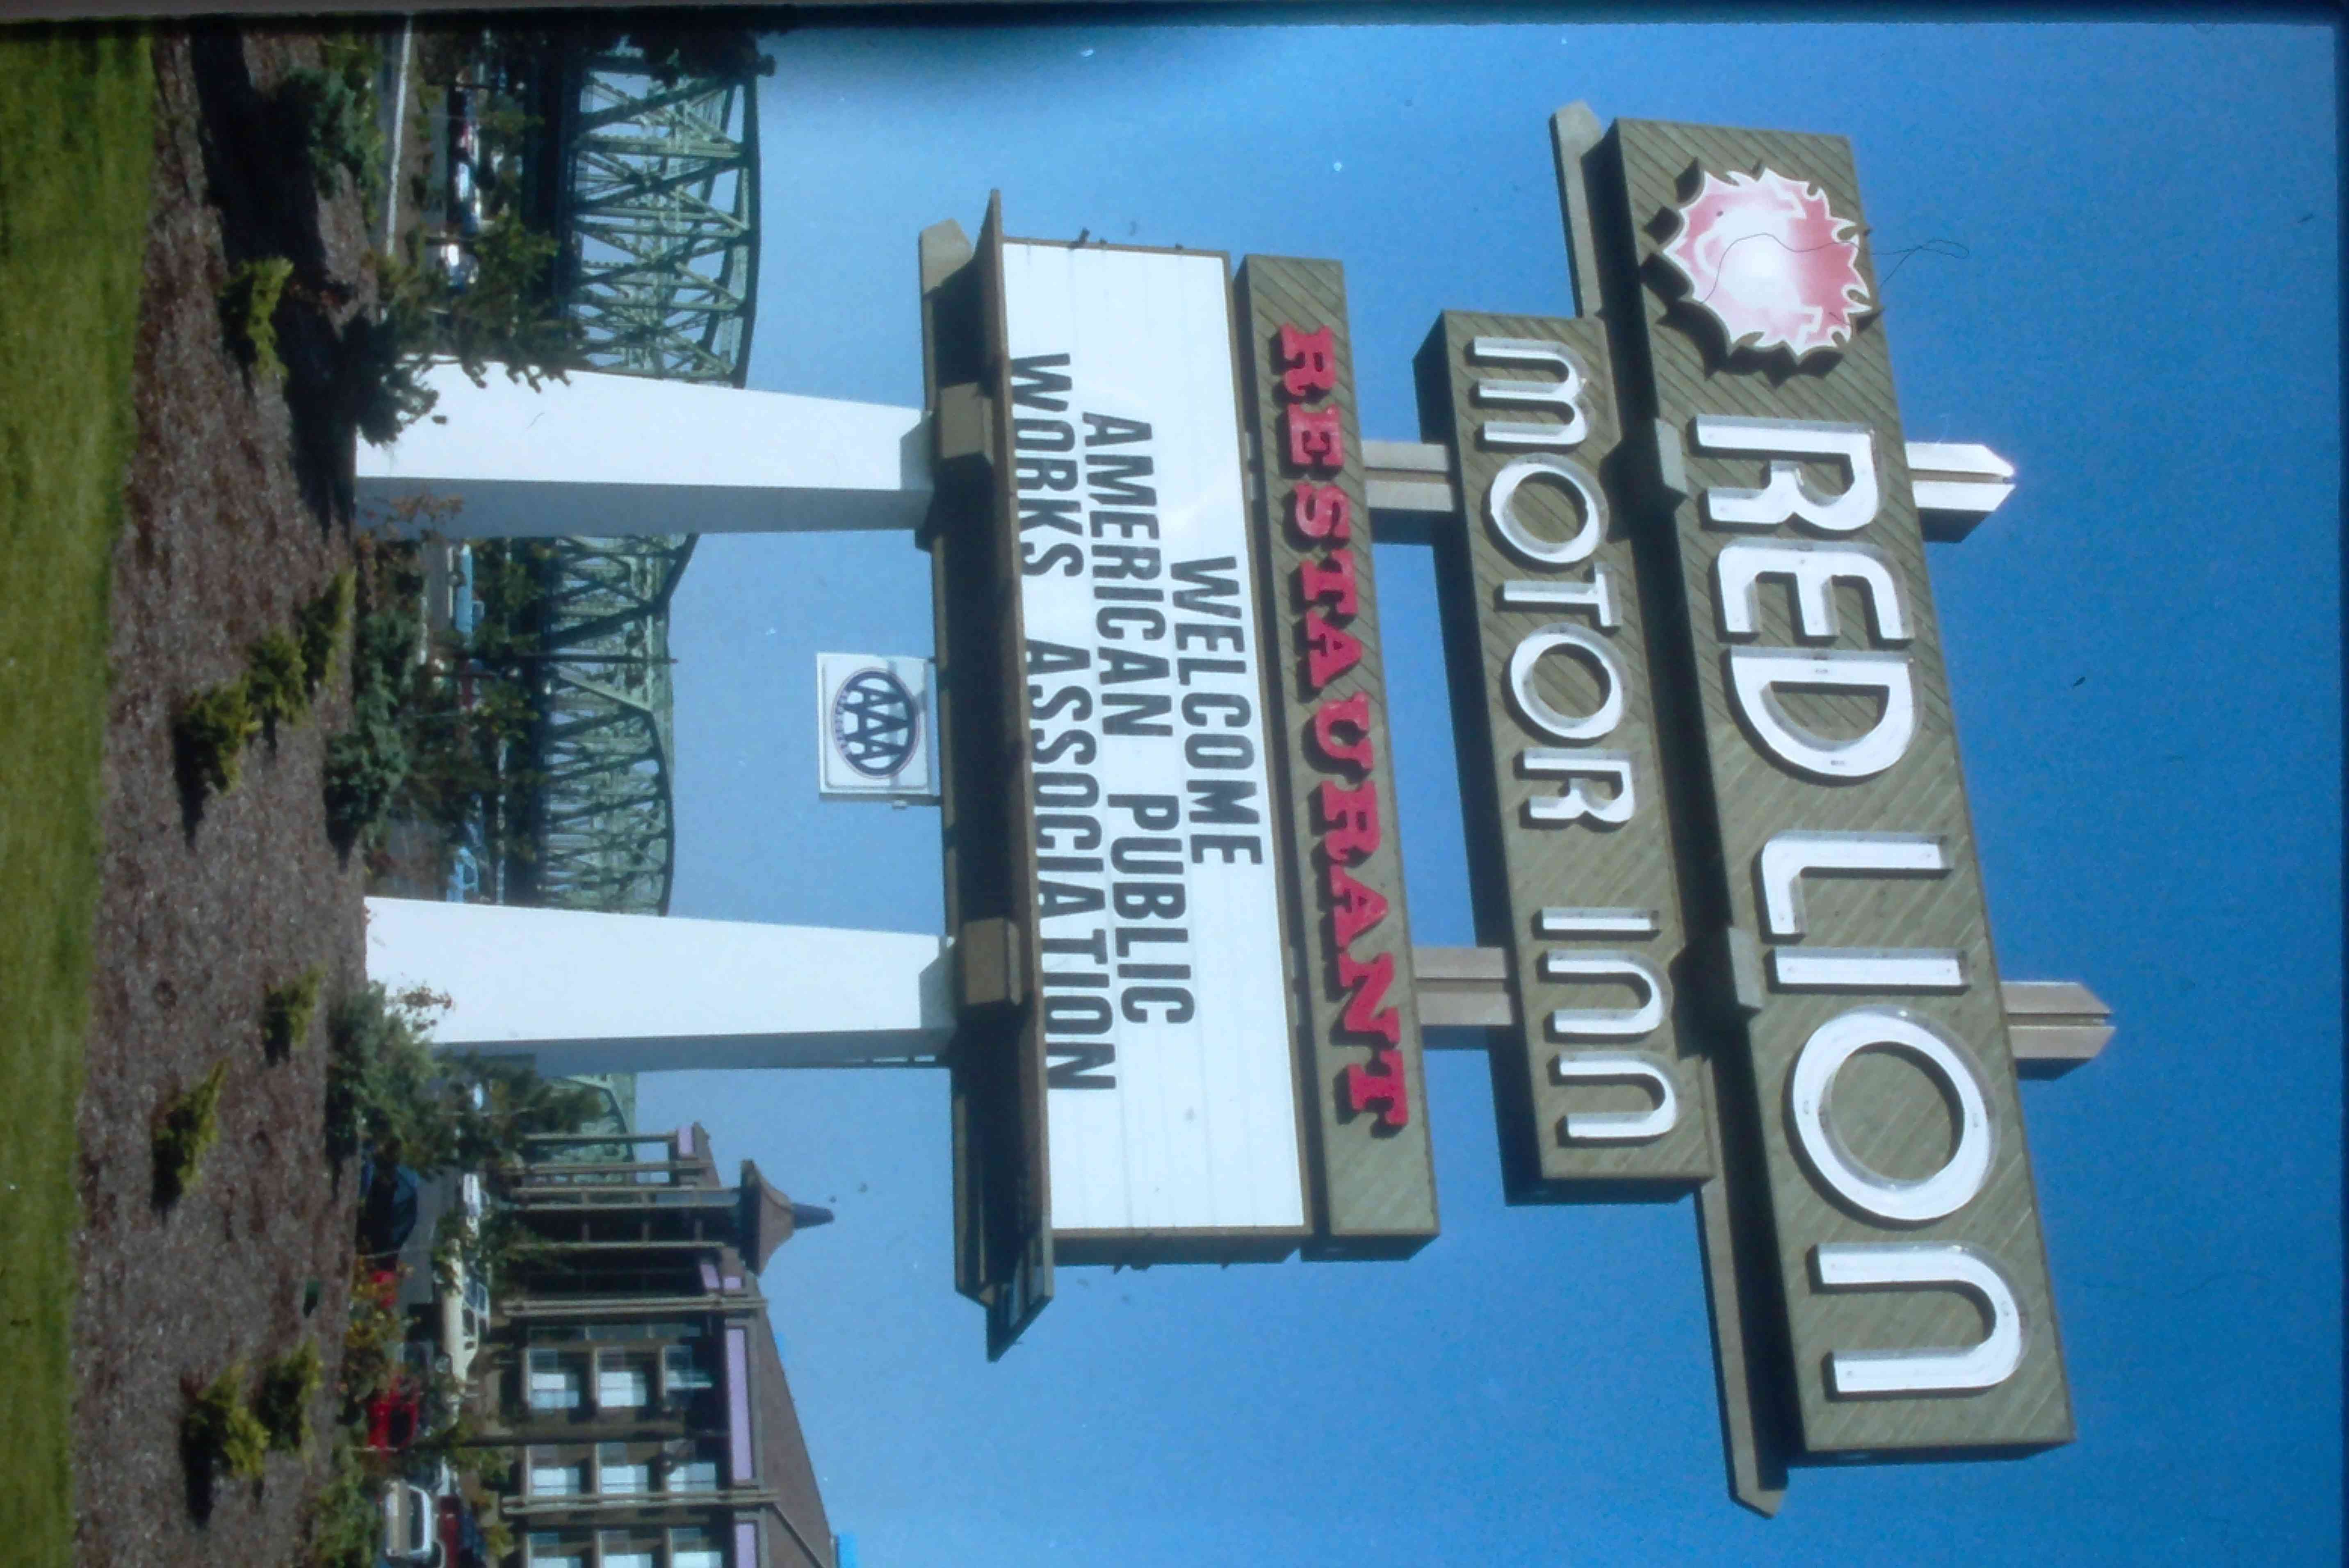 RED LION
MOTOR INN
RESTAURANT
WELCOME
AMERICAN PUBLIC
WORKS ASSOCIATION
AAA